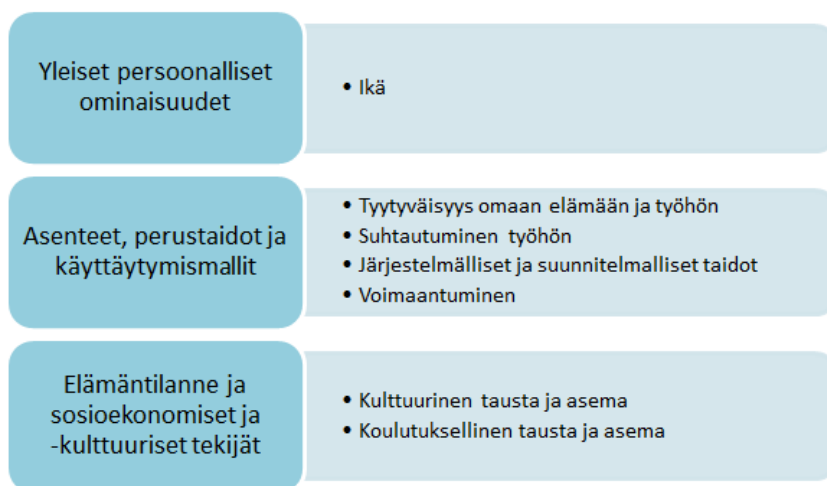 Yleiset persoonalliset
ominaisuudet
• Ikä
Asenteet, perustaidot ja
käyttäytymismallit
• Tyytyväisyys omaan elämään ja työhön
• Suhtautuminen työhön
• Järjestelmälliset ja suunnitelmalliset taidot
• Voimaantuminen
Elämäntilanne ja
sosioekonomiset ja
-kulttuuriset tekijät
• Kulttuurinen tausta ja asema
• Koulutuksellinen tausta ja asema